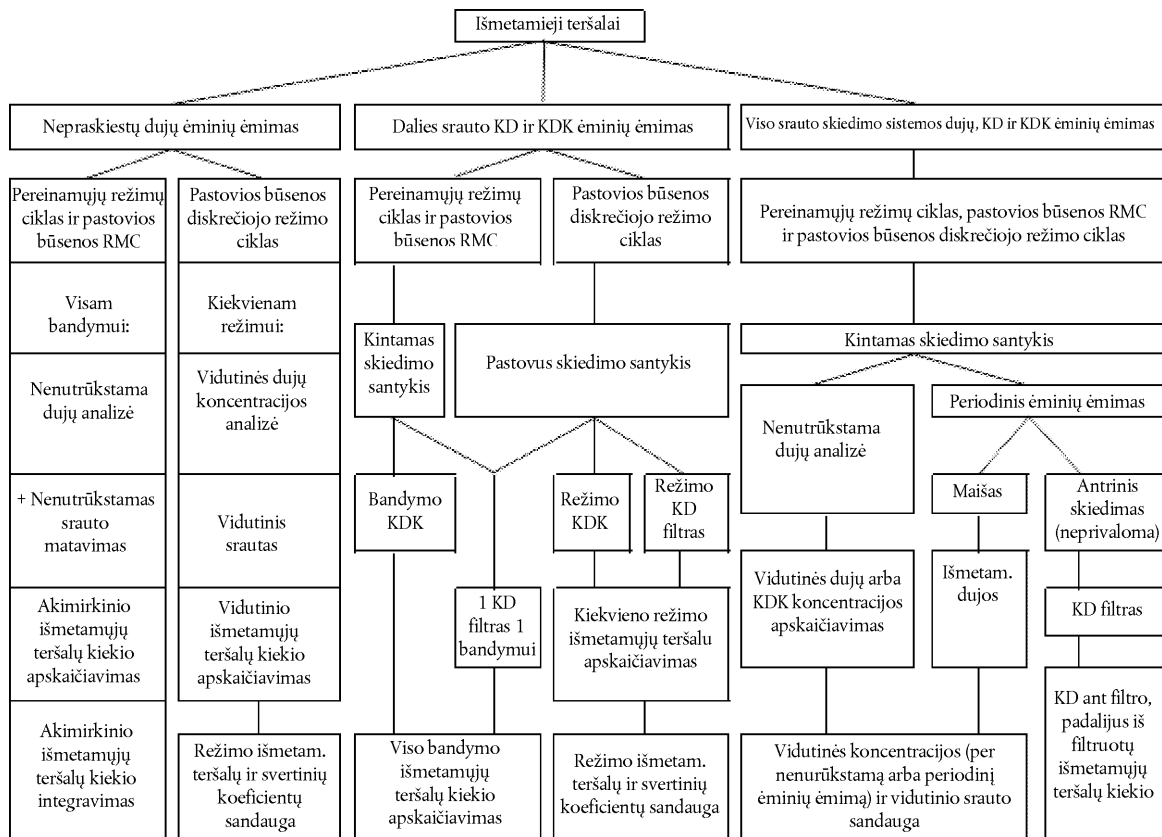 Išmetamieji teršalai
Nepraskiestų dujų ėminių ėmimas
Dalies srauto KD ir KDK ėminių ėmimas
Viso srauto skiedimo sistemos dujų, KD ir KDK ėminių ėmimas
Pereinamųjų režimų
ciklas ir pastovios
būsenos RMC
Pastovios būsenos
diskrečiojo režimo
ciklas
Pereinamųjų režimų
ciklas ir pastovios
būsenos RMC
Pastovios būsenos
diskrečiojo režimo
ciklas
Pereinamųjų režimų ciklas, pastovios būsenos RMC
ir pastovios būsenos diskrečiojo režimo ciklas
Visam
bandymui:
Kiekvienam
režimui:
Kintamas
skiedimo
santykis
Pastovus skiedimo santykis
Kintamas skiedimo santykis
Nenutrūkstama
dujų analizė
Vidutinės dujų
koncentracijos
analizė
Nenutrūkstama
dujų analizė
Periodinis ėminių ėmimas
+ Nenutrūkstamas
srauto
matavimas
Vidutinis
srautas
Bandymo
KDK
Režimo
KDK
Režimo
KD
filtras
Maišas
Antrinis
skiedimas
(neprivaloma)
Akimirkinio
išmetamųjų
teršalų kiekio
apskaičiavimas
Vidutinio
išmetamųjų
teršalų kiekio
apskaičiavimas
1 KD
filtras 1
bandymui
Kiekvieno režimo
išmetamųjų teršalu
apskaičiavimas
Vidutinės dujų arba
KDK koncentracijos
apskaičiavimas
Išmetam.
dujos
KD filtras
Akimirkinio
išmetamųjų
teršalų kiekio
integravimas
Režimo išmetam.
teršalų ir svertinių
koeficientų
sandauga
Viso bandymo
išmetamųjų
teršalų kiekio
apskaičiavimas
Režimo išmetam.
teršalų ir svertinių
koeficientų sandauga
Vidutinės koncentracijos (per
nenurūkstamą arba periodinį
ėminių ėmimą) ir vidutinio srauto
sandauga
KD ant filtro,
padalijus iš
filtruotų
išmetamųjų
teršalų kiekio